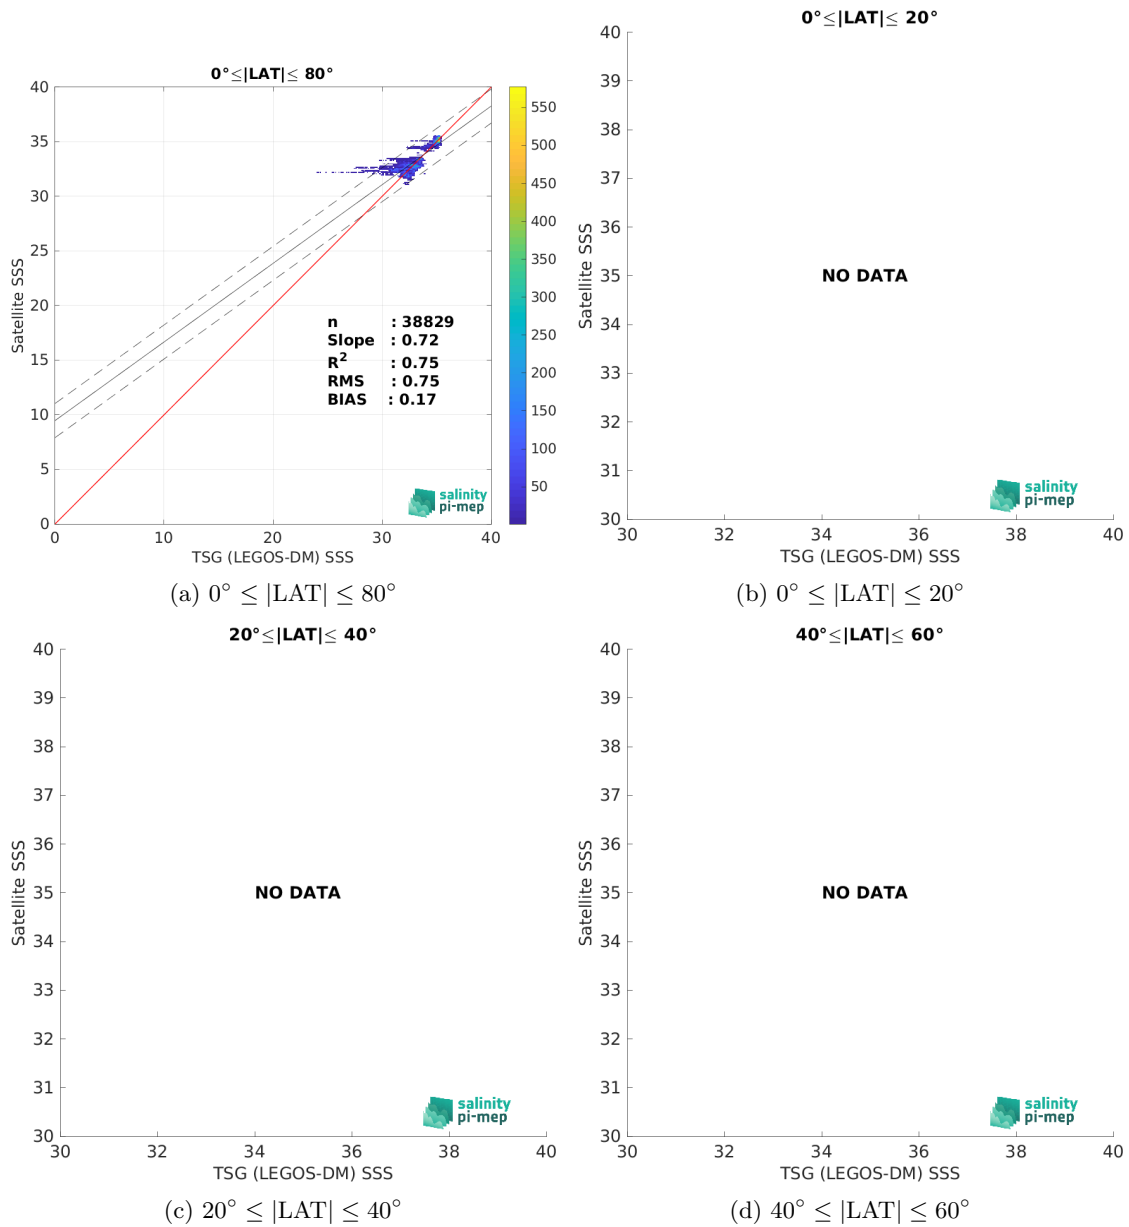 0°≤|LAT|≤ 80°
40
35
30
25
20
15
10
5
0
0
10
20
30
40
Satellite SSS
TSG (LEGOS-DM) SSS
n : 38829
Slope : 0.72
R² : 0.75
RMS : 0.75
BIAS : 0.17
salinity
pi-mep
550
500
450
400
350
300
250
200
150
100
50
(a) 0° ≤ |LAT| ≤ 80°
0°≤|LAT|≤ 20°
40
39
38
37
36
35
34
33
32
31
30
30
32
34
36
38
40
Satellite SSS
NO DATA
salinity
pi-mep
TSG (LEGOS-DM) SSS
(b) 0° ≤ |LAT| ≤ 20°
20°≤|LAT|≤ 40°
40
39
38
37
36
35
34
33
32
31
30
30
32
34
36
38
40
Satellite SSS
NO DATA
salinity
pi-mep
TSG (LEGOS-DM) SSS
(c) 20° ≤ |LAT| ≤ 40°
40°≤|LAT|≤ 60°
40
39
38
37
36
35
34
33
32
31
30
30
32
34
36
38
40
Satellite SSS
NO DATA
salinity
pi-mep
TSG (LEGOS-DM) SSS
(d) 40° ≤ |LAT| ≤ 60°